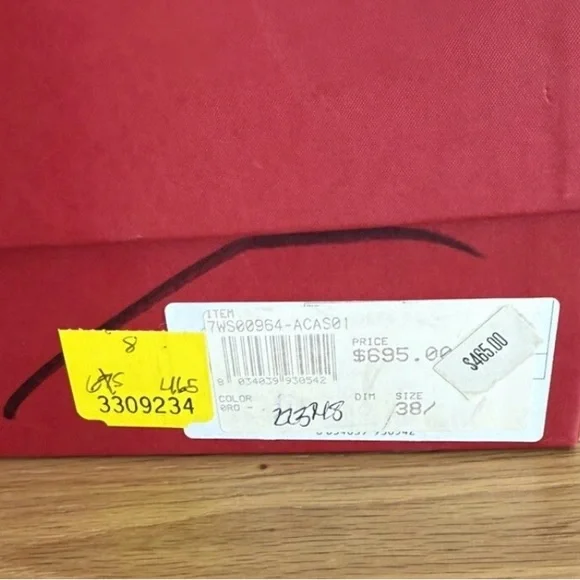 ITEM
7WS00964-ACAS01
PRICE
$695.00
$465.00
8 034039 930542
COLOR
DIM
SIZE
38/
8
695 465
3309234